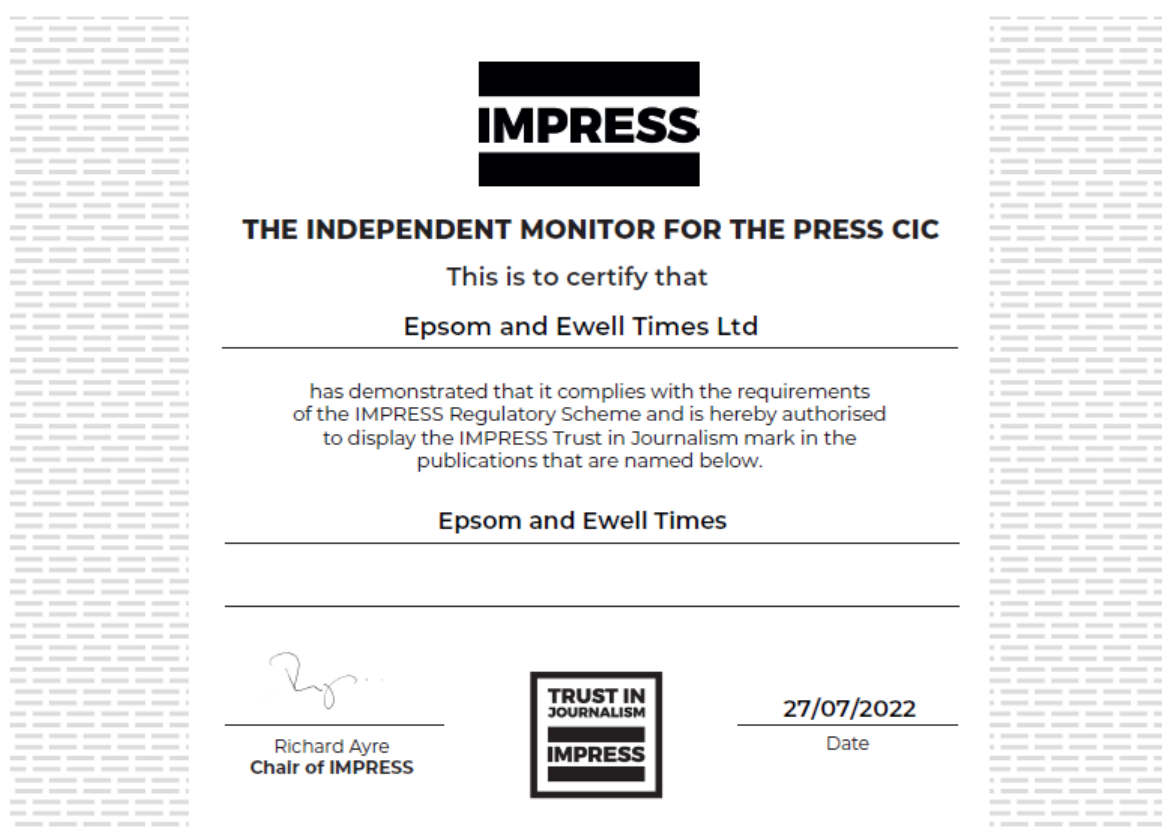 IMPRESS
THE INDEPENDENT MONITOR FOR THE PRESS CIC
This is to certify that
Epsom and Ewell Times Ltd
has demonstrated that it complies with the requirements
of the IMPRESS Regulatory Scheme and is hereby authorised
to display the IMPRESS Trust in Journalism mark in the
publications that are named below.
Epsom and Ewell Times
Richard Ayre
Chair of IMPRESS
TRUST IN
JOURNALISM
IMPRESS
27/07/2022
Date